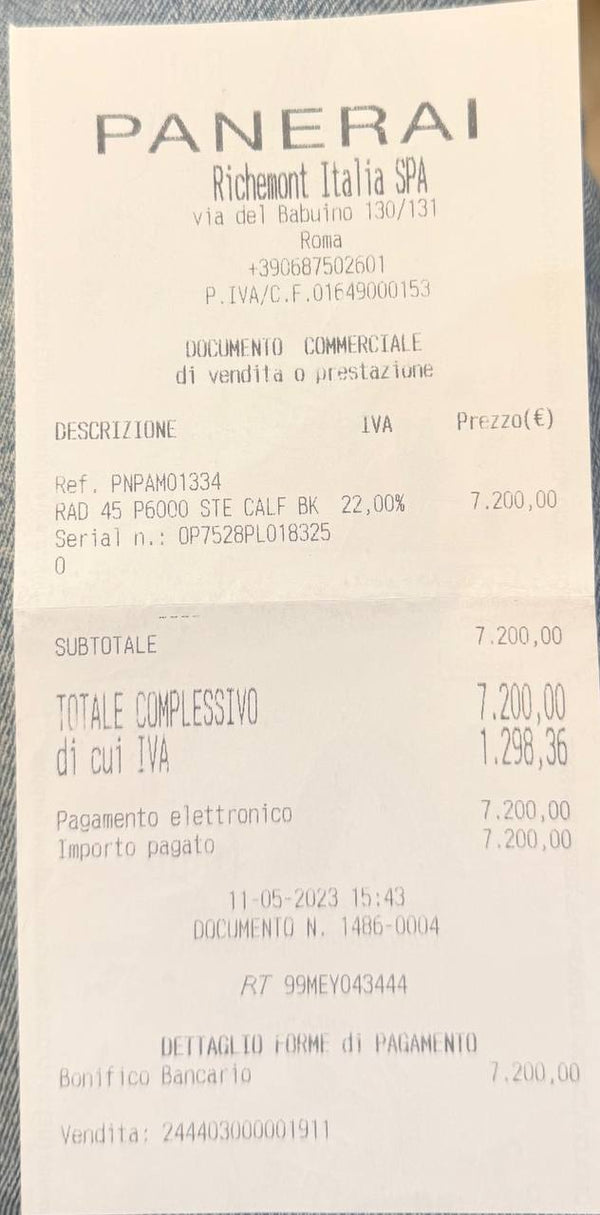 PANERAI
Richemont Italia SPA
via del Babuino 130/131
Roma
+390687502601
P.IVA/C.F.01649000153
DOCUMENTO COMMERCIALE
di vendita o prestazione
DESCRIZIONE IVA Prezzo(€)
Ref. PNPAM01334
RAD 45 P6000 STE CALF BK 22,00% 7.200,00
Serial n.: OP7528PL018325
0
----
SUBTOTALE 7.200,00
TOTALE COMPLESSIVO 7.200,00
di cui IVA 1.298,36
Pagamento elettronico 7.200,00
Importo pagato 7.200,00
11-05-2023 15:43
DOCUMENTO N. 1486-0004
RT 99MEY043444
DETTAGLIO FORME di PAGAMENTO
Bonifico Bancario 7.200,00
Vendita: 244403000001911